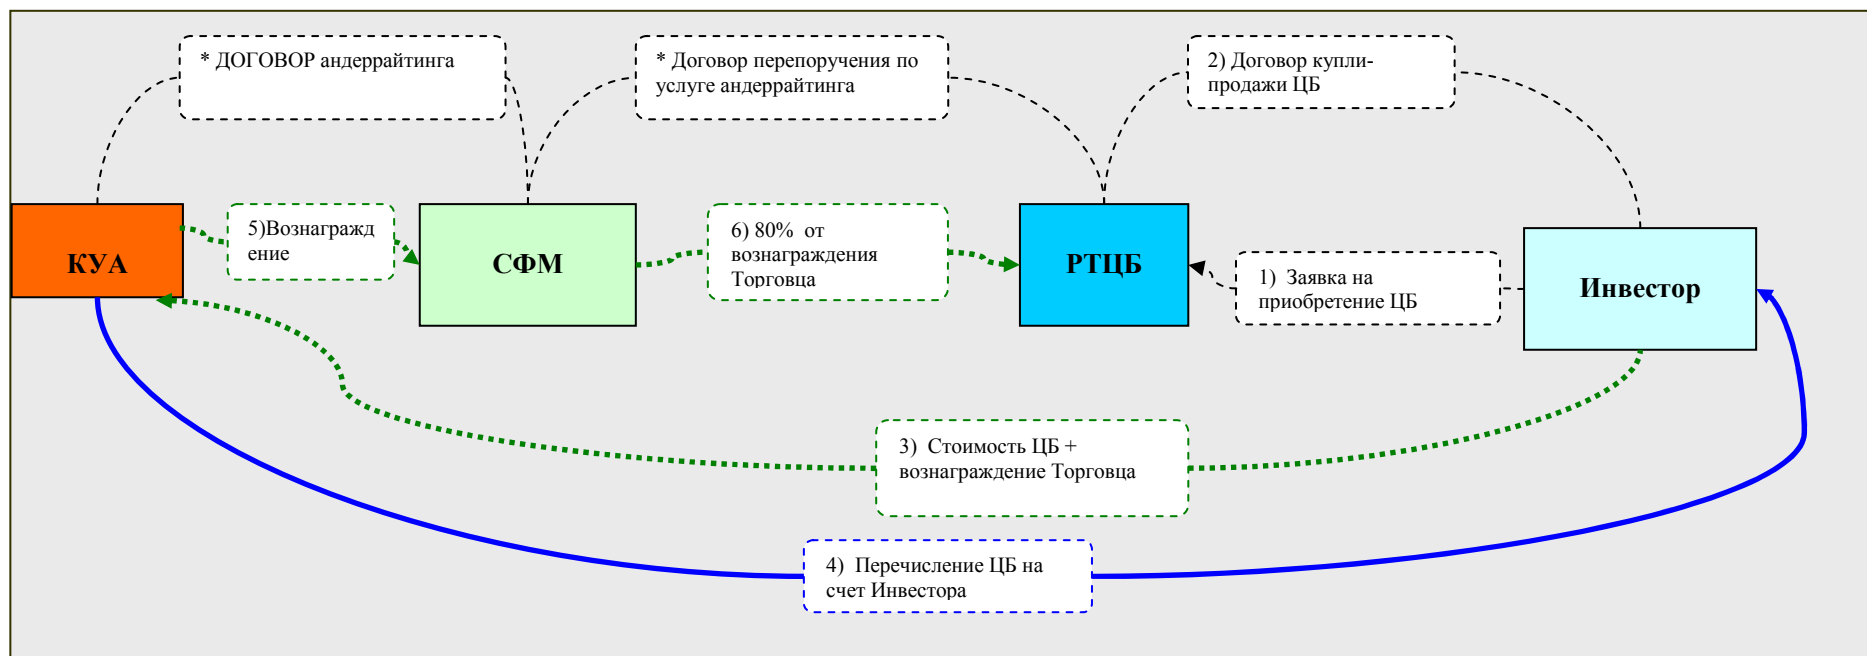 * ДОГОВОР андеррайтинга
* Договор перепоручения по
услуге андеррайтинга
2) Договор купли-
продажи ЦБ
КУА
5)Вознагражд
ение
СФМ
6) 80% от
вознаграждения
Торговца
РТЦБ
1) Заявка на
приобретение ЦБ
Инвестор
3) Стоимость ЦБ +
вознаграждение Торговца
4) Перечисление ЦБ на
счет Инвестора